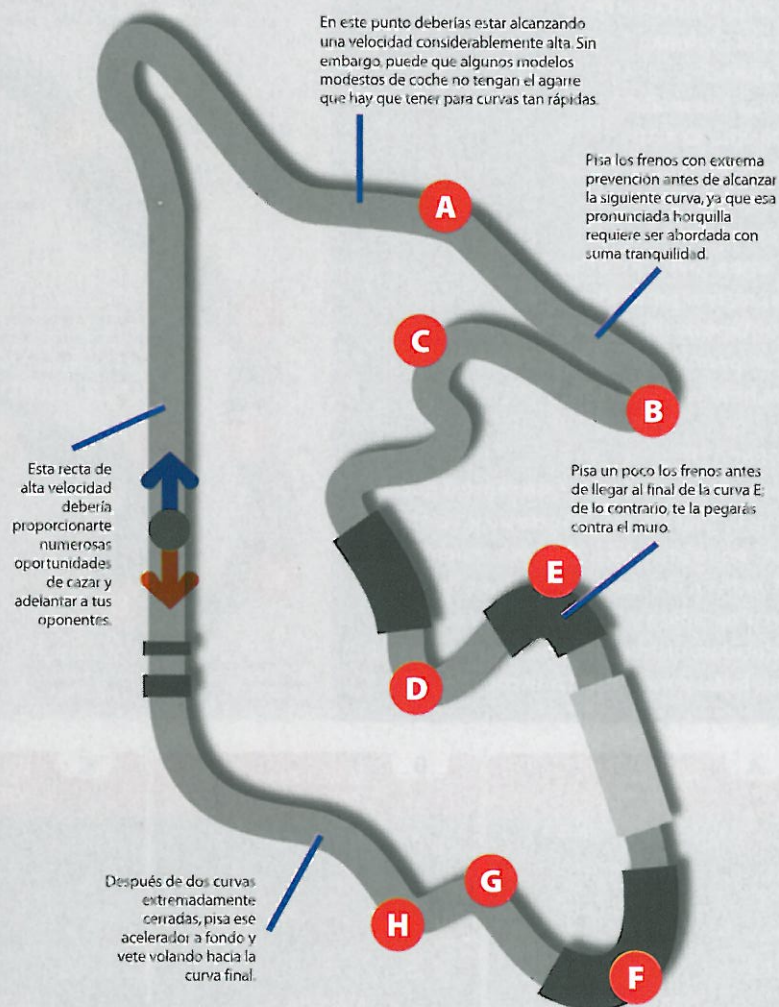 En este punto deberías estar alcanzando
una velocidad considerablemente alta. Sin
embargo, puede que algunos modelos
modestos de coche no tengan el agarre
que hay que tener para curvas tan rápidas.
Pisa los frenos con extrema
prevención antes de alcanzar
la siguiente curva, ya que esa
pronunciada horquilla
requiere ser abordada con
suma tranquilidad.
A
C
B
Esta recta de
alta velocidad
debería
proporcionarte
numerosas
oportunidades
de cazar y
adelantar a tus
oponentes.
Pisa un poco los frenos antes
de llegar al final de la curva E;
de lo contrario, te la pegarás
contra el muro.
E
D
Después de dos curvas
extremadamente
cerradas, pisa ese
acelerador a fondo y
vete volando hacia la
curva final.
G
H
F